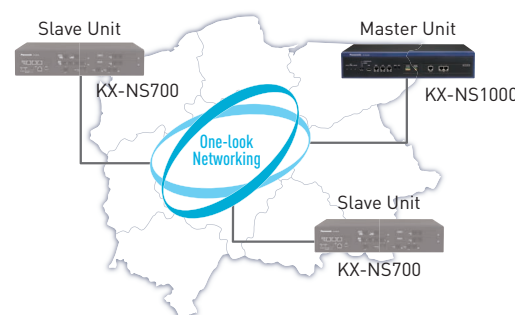 Slave Unit
KX-NS700
Master Unit
KX-NS1000
One-look
Networking
Slave Unit
KX-NS700